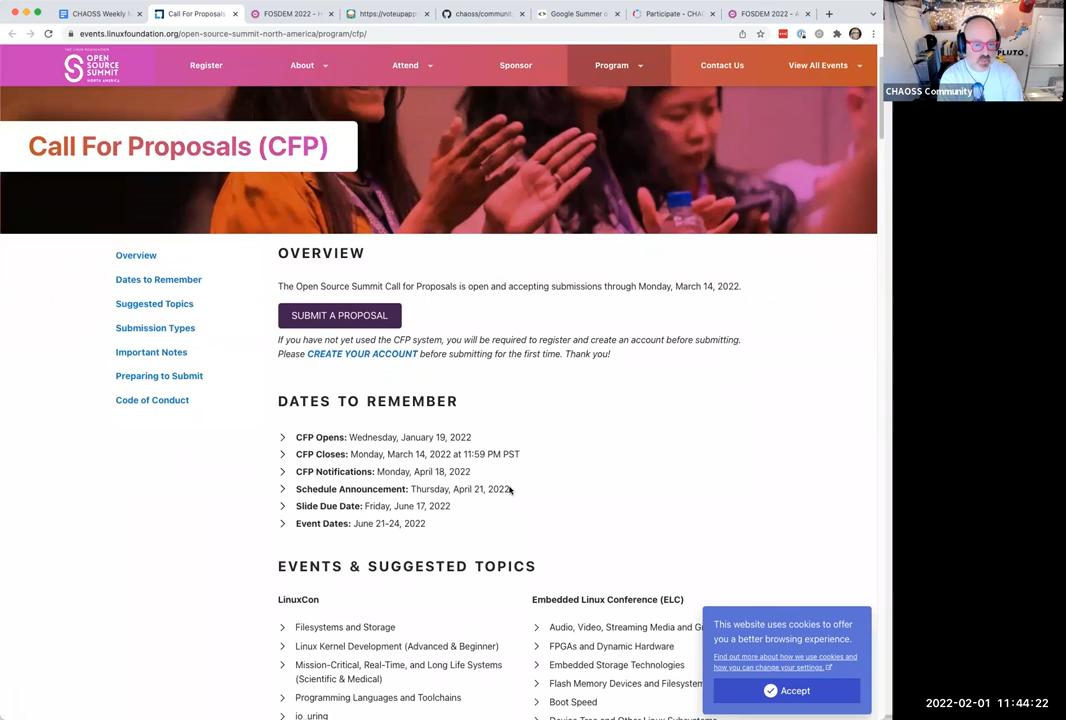 CHAOSS Weekly M
Call For Proposals
FOSDEM 2022 - H
https://voteupapp
chaoss/communit
Google Summer o
Participate - CHA
FOSDEM 2022 - A
events.linuxfoundation.org/open-source-summit-north-america/program/cfp/
THE LINUX FOUNDATION
OPEN
SOURCE
SUMMIT
NORTH AMERICA
Register
About
Attend
Sponsor
Program
Contact Us
View All Events
PLUTO
CHAOSS Community
Call For Proposals (CFP)
Overview
Dates to Remember
Suggested Topics
Submission Types
Important Notes
Preparing to Submit
Code of Conduct
OVERVIEW
The Open Source Summit Call for Proposals is open and accepting submissions through Monday, March 14, 2022.
SUBMIT A PROPOSAL
If you have not yet used the CFP system, you will be required to register and create an account before submitting.
Please CREATE YOUR ACCOUNT before submitting for the first time. Thank you!
DATES TO REMEMBER
CFP Opens: Wednesday, January 19, 2022
CFP Closes: Monday, March 14, 2022 at 11:59 PM PST
CFP Notifications: Monday, April 18, 2022
Schedule Announcement: Thursday, April 21, 2022
Slide Due Date: Friday, June 17, 2022
Event Dates: June 21-24, 2022
EVENTS & SUGGESTED TOPICS
LinuxCon
Filesystems and Storage
Linux Kernel Development (Advanced & Beginner)
Mission-Critical, Real-Time, and Long Life Systems
(Scientific & Medical)
Programming Languages and Toolchains
io_uring
Embedded Linux Conference (ELC)
Audio, Video, Streaming Media and G
FPGAs and Dynamic Hardware
Embedded Storage Technologies
Flash Memory Devices and Filesystem
Boot Speed
Device Tree and Other Linux Subsystems
This website uses cookies to offer
you a better browsing experience.
Find out more about how we use cookies and
how you can change your settings.
Accept
2022-02-01 11:44:22